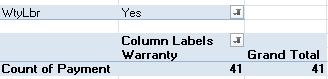 WtyLbr Yes
Column Labels
Warranty Grand Total
Count of Payment 41 41